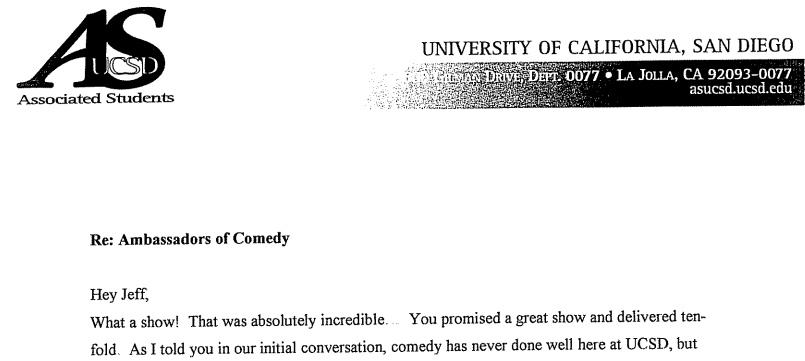 AS
UCSD
Associated Students
UNIVERSITY OF CALIFORNIA, SAN DIEGO
Gilman Drive, Dept. 0077 • La Jolla, CA 92093-0077
asucsd.ucsd.edu
Re: Ambassadors of Comedy
Hey Jeff,
What a show! That was absolutely incredible. You promised a great show and delivered ten-
fold. As I told you in our initial conversation, comedy has never done well here at UCSD, but